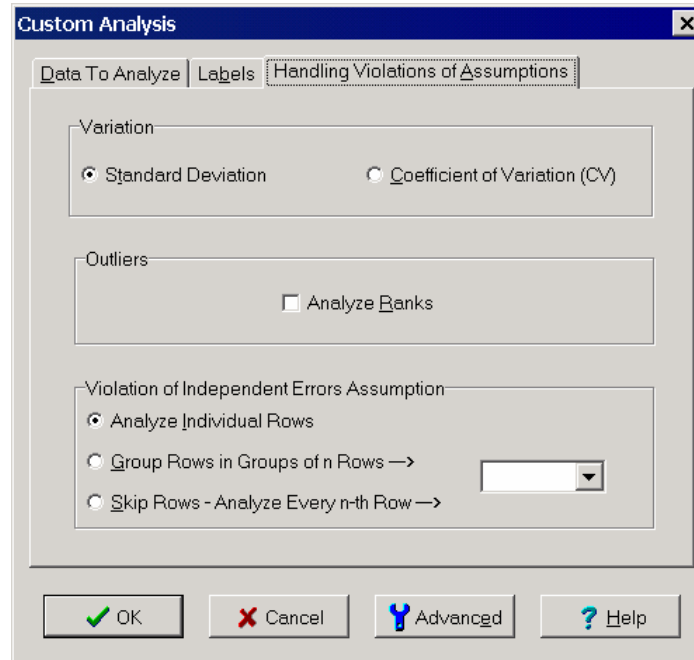 Custom Analysis
Data To Analyze Labels Handling Violations of Assumptions
Variation
Standard Deviation Coefficient of Variation (CV)
Outliers
Analyze Ranks
Violation of Independent Errors Assumption
Analyze Individual Rows
Group Rows in Groups of n Rows —>
Skip Rows - Analyze Every n-th Row —>
OK Cancel Advanced Help